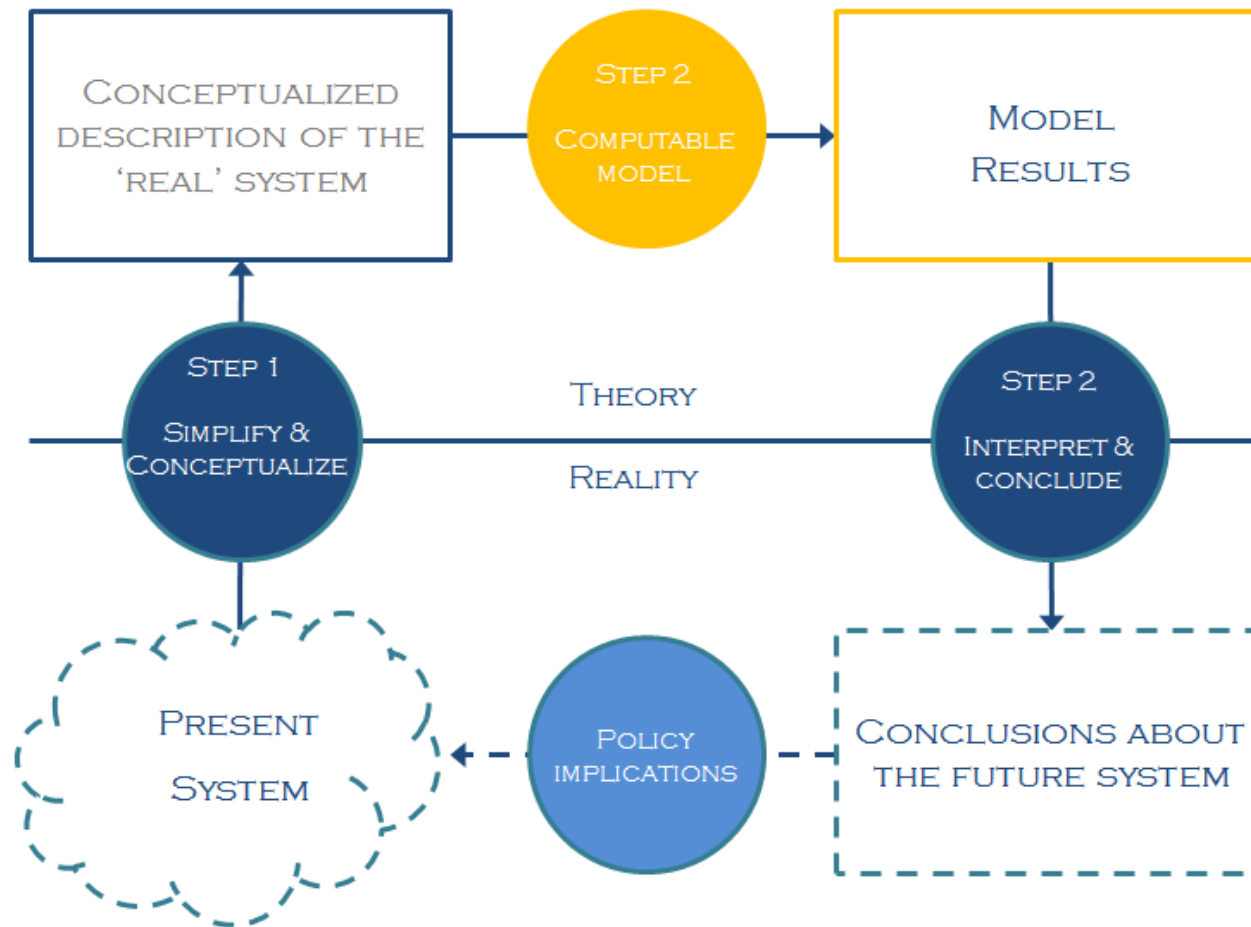 Conceptualized
description of the
‘real’ system
Step 2
Computable
model
Model
Results
Step 1
Simplify &
Conceptualize
Theory
Reality
Step 2
Interpret &
conclude
Present
System
Policy
implications
Conclusions about
the future system